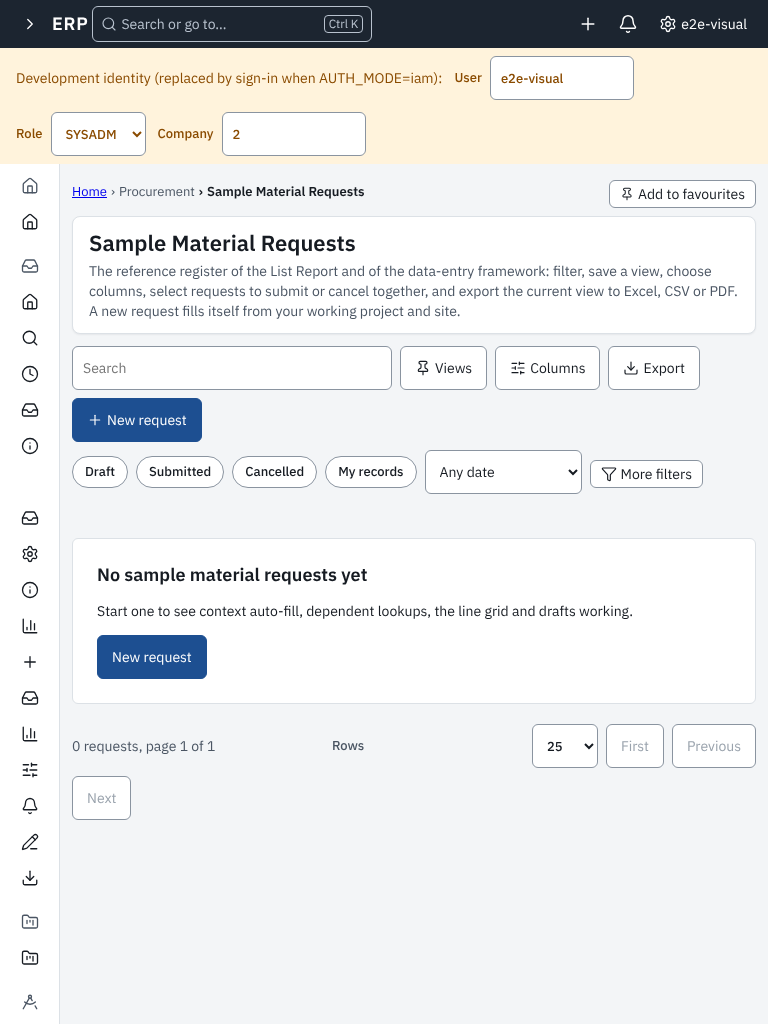 ERP
Search or go to... Ctrl K
e2e-visual
Development identity (replaced by sign-in when AUTH_MODE=iam): User e2e-visual
Role SYSADM Company 2
Home › Procurement › Sample Material Requests
Add to favourites
Sample Material Requests
The reference register of the List Report and of the data-entry framework: filter, save a view, choose
columns, select requests to submit or cancel together, and export the current view to Excel, CSV or PDF.
A new request fills itself from your working project and site.
Search Views Columns Export
New request
Draft Submitted Cancelled My records Any date More filters
No sample material requests yet
Start one to see context auto-fill, dependent lookups, the line grid and drafts working.
New request
0 requests, page 1 of 1 Rows 25 First Previous
Next